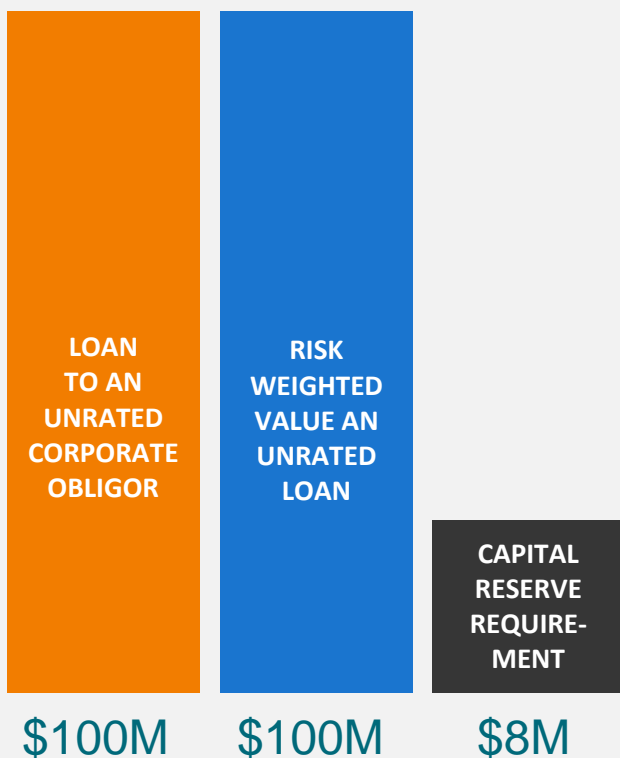 LOAN
TO AN
UNRATED
CORPORATE
OBLIGOR
RISK
WEIGHTED
VALUE AN
UNRATED
LOAN
CAPITAL
RESERVE
REQUIRE-
MENT
$100M
$100M
$8M